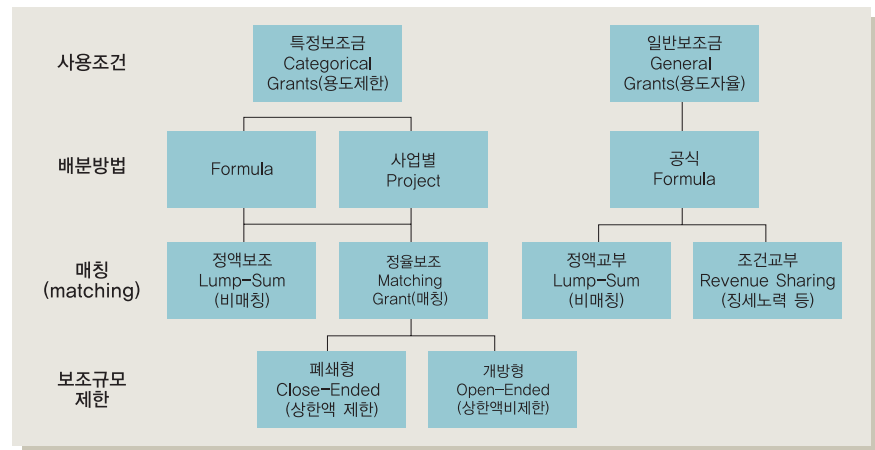 사용조건
특정보조금
Categorical
Grants(용도제한)
일반보조금
General
Grants(용도자율)
배분방법
Formula
사업별
Project
공식
Formula
매칭
(matching)
정액보조
Lump-Sum
(비매칭)
정율보조
Matching
Grant(매칭)
정액교부
Lump-Sum
(비매칭)
조건교부
Revenue Sharing
(징세노력 등)
보조규모
제한
폐쇄형
Close-Ended
(상한액 제한)
개방형
Open-Ended
(상한액비제한)